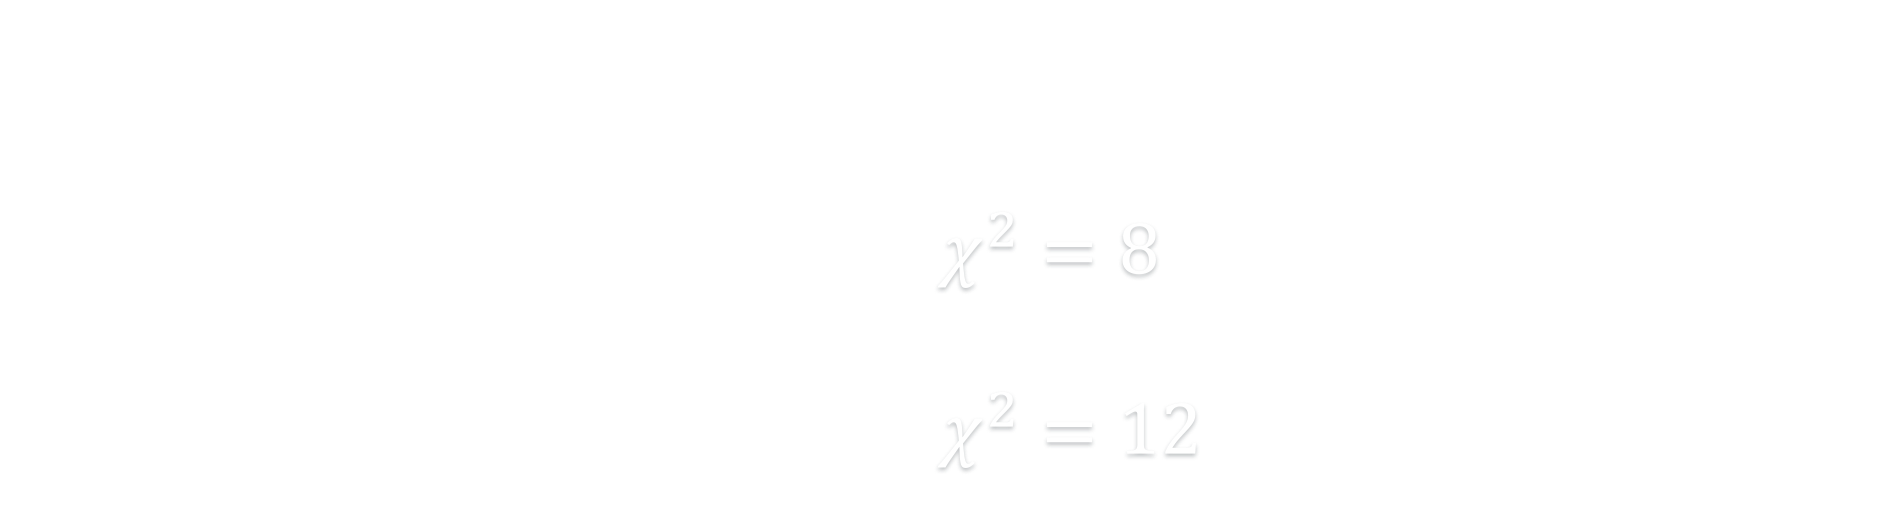 χ² = 8
χ² = 12